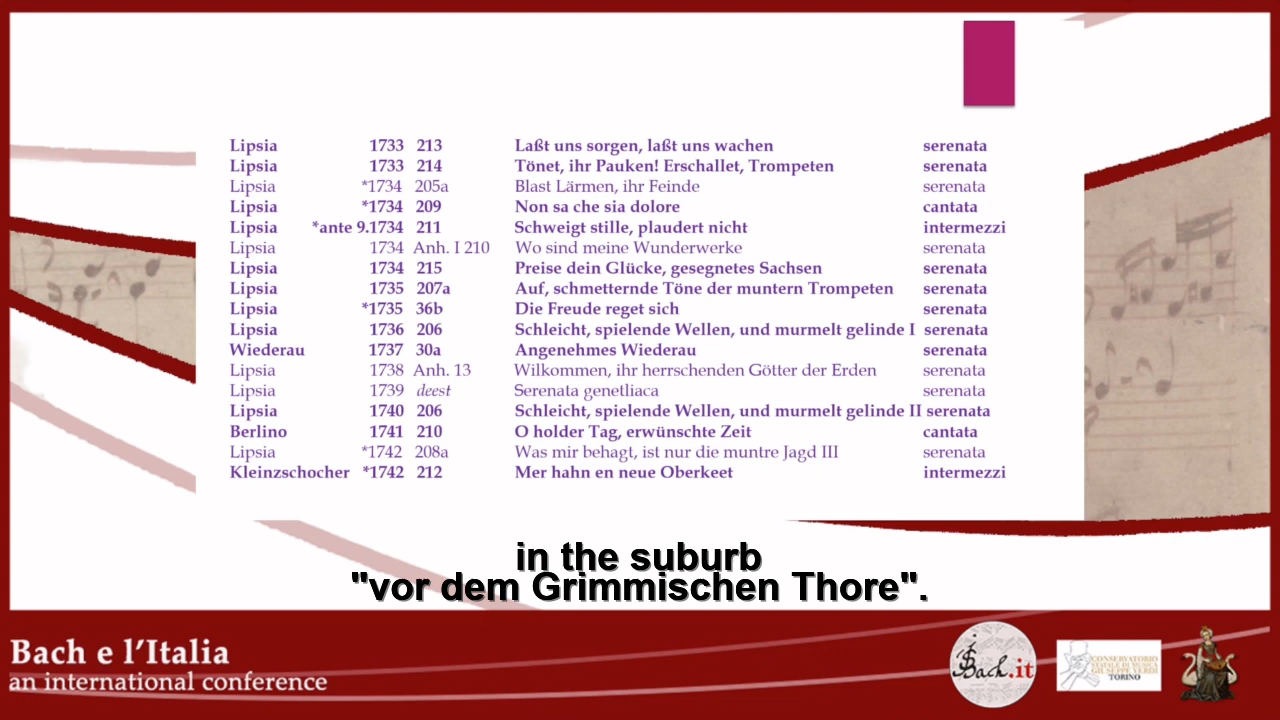 Lipsia 1733 213 Laßt uns sorgen, laßt uns wachen serenata
Lipsia 1733 214 Tönet, ihr Pauken! Erschallet, Trompeten serenata
Lipsia *1734 205a Blast Lärmen, ihr Feinde serenata
Lipsia *1734 209 Non sa che sia dolore cantata
Lipsia *ante 9.1734 211 Schweigt stille, plaudert nicht intermezzi
Lipsia 1734 Anh. I 210 Wo sind meine Wunderwerke serenata
Lipsia 1734 215 Preise dein Glücke, gesegnetes Sachsen serenata
Lipsia 1735 207a Auf, schmetternde Töne der muntern Trompeten serenata
Lipsia *1735 36b Die Freude reget sich serenata
Lipsia 1736 206 Schleicht, spielende Wellen, und murmelt gelinde I serenata
Wiederau 1737 30a Angenehmes Wiederau serenata
Lipsia 1738 Anh. 13 Wilkommen, ihr herrschenden Götter der Erden serenata
Lipsia 1739 deest Serenata genetliaca serenata
Lipsia 1740 206 Schleicht, spielende Wellen, und murmelt gelinde II serenata
Berlino 1741 210 O holder Tag, erwünschte Zeit cantata
Lipsia *1742 208a Was mir behagt, ist nur die muntre Jagd III serenata
Kleinzschocher *1742 212 Mer hahn en neue Oberkeet intermezzi
in the suburb
"vor dem Grimmischen Thore".
Bach e l'Italia
an international conference
JSBach.it
CONSERVATORIO
STATALE DI MUSICA
GIUSEPPE VERDI
TORINO